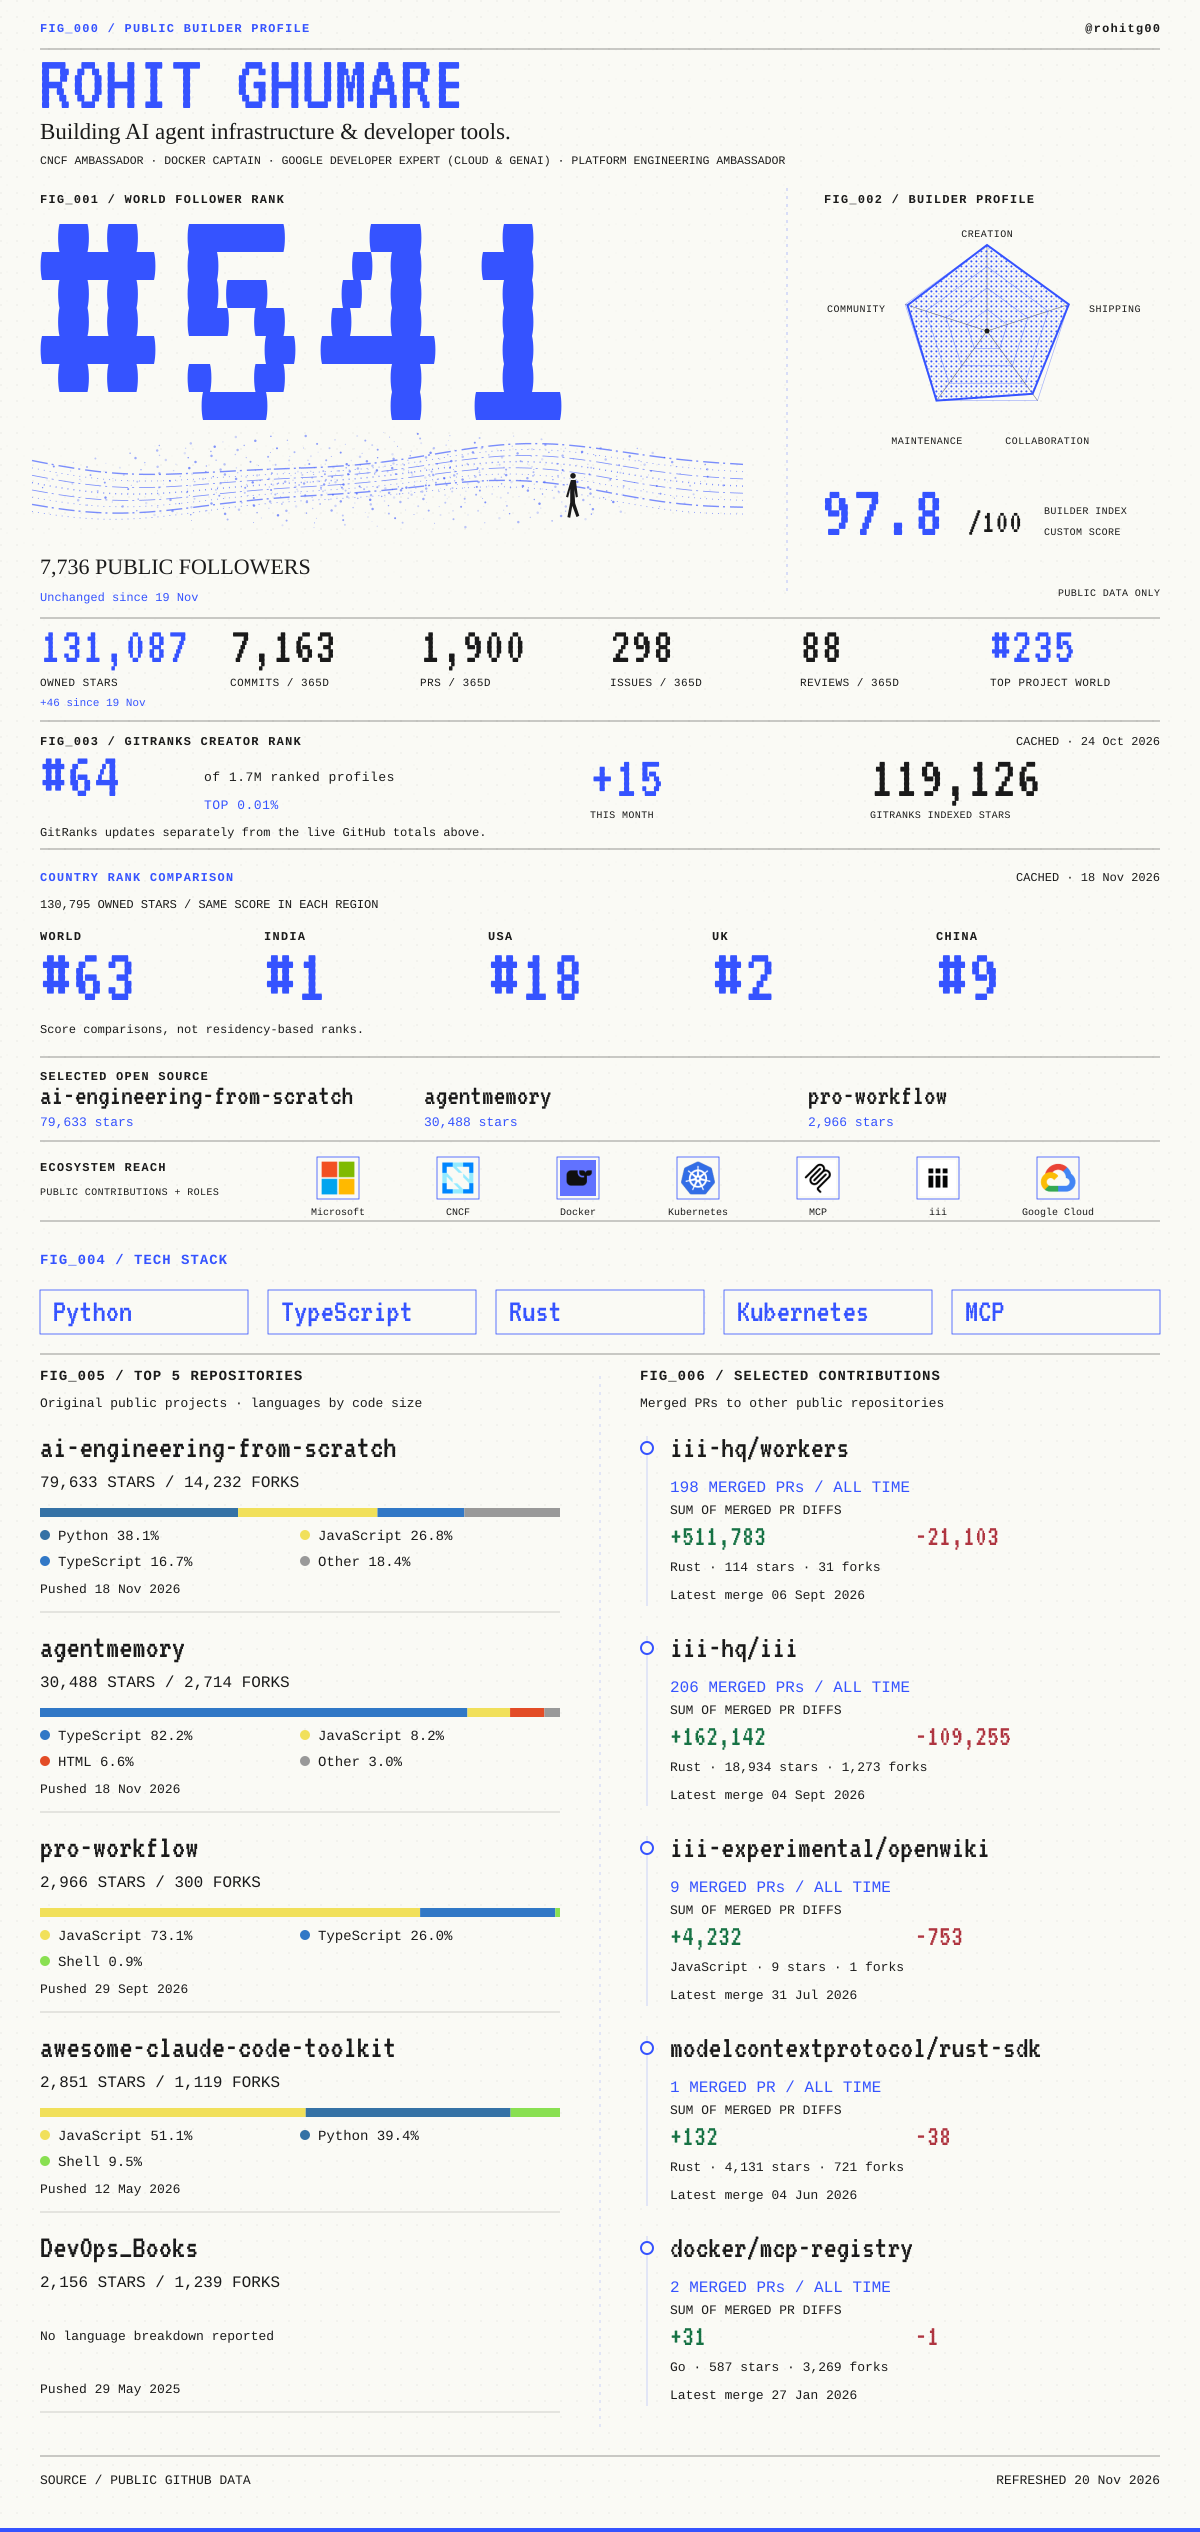 FIG_000 / PUBLIC BUILDER PROFILE
@rohitg00
ROHIT GHUMARE
Building AI agent infrastructure & developer tools.
CNCF AMBASSADOR · DOCKER CAPTAIN · GOOGLE DEVELOPER EXPERT (CLOUD & GENAI) · PLATFORM ENGINEERING AMBASSADOR
FIG_001 / WORLD FOLLOWER RANK
#541
7,736 PUBLIC FOLLOWERS
Unchanged since 19 Nov
FIG_002 / BUILDER PROFILE
CREATION
COMMUNITY
SHIPPING
MAINTENANCE
COLLABORATION
97.8 /100
BUILDER INDEX
CUSTOM SCORE
PUBLIC DATA ONLY
131,087
OWNED STARS
+46 since 19 Nov
7,163
COMMITS / 365D
1,900
PRS / 365D
298
ISSUES / 365D
88
REVIEWS / 365D
#235
TOP PROJECT WORLD
FIG_003 / GITRANKS CREATOR RANK
CACHED · 24 Oct 2026
#64
of 1.7M ranked profiles
TOP 0.01%
+15
THIS MONTH
119,126
GITRANKS INDEXED STARS
GitRanks updates separately from the live GitHub totals above.
COUNTRY RANK COMPARISON
CACHED · 18 Nov 2026
130,795 OWNED STARS / SAME SCORE IN EACH REGION
WORLD
#63
INDIA
#1
USA
#18
UK
#2
CHINA
#9
Score comparisons, not residency-based ranks.
SELECTED OPEN SOURCE
ai-engineering-from-scratch
79,633 stars
agentmemory
30,488 stars
pro-workflow
2,966 stars
ECOSYSTEM REACH
PUBLIC CONTRIBUTIONS + ROLES
Microsoft
CNCF
Docker
Kubernetes
MCP
iii
Google Cloud
FIG_004 / TECH STACK
Python
TypeScript
Rust
Kubernetes
MCP
FIG_005 / TOP 5 REPOSITORIES
Original public projects · languages by code size
ai-engineering-from-scratch
79,633 STARS / 14,232 FORKS
Python 38.1%
JavaScript 26.8%
TypeScript 16.7%
Other 18.4%
Pushed 18 Nov 2026
agentmemory
30,488 STARS / 2,714 FORKS
TypeScript 82.2%
JavaScript 8.2%
HTML 6.6%
Other 3.0%
Pushed 18 Nov 2026
pro-workflow
2,966 STARS / 300 FORKS
JavaScript 73.1%
TypeScript 26.0%
Shell 0.9%
Pushed 29 Sept 2026
awesome-claude-code-toolkit
2,851 STARS / 1,119 FORKS
JavaScript 51.1%
Python 39.4%
Shell 9.5%
Pushed 12 May 2026
DevOps_Books
2,156 STARS / 1,239 FORKS
No language breakdown reported
Pushed 29 May 2025
FIG_006 / SELECTED CONTRIBUTIONS
Merged PRs to other public repositories
iii-hq/workers
198 MERGED PRs / ALL TIME
SUM OF MERGED PR DIFFS
+511,783
-21,103
Rust · 114 stars · 31 forks
Latest merge 06 Sept 2026
iii-hq/iii
206 MERGED PRs / ALL TIME
SUM OF MERGED PR DIFFS
+162,142
-109,255
Rust · 18,934 stars · 1,273 forks
Latest merge 04 Sept 2026
iii-experimental/openwiki
9 MERGED PRs / ALL TIME
SUM OF MERGED PR DIFFS
+4,232
-753
JavaScript · 9 stars · 1 forks
Latest merge 31 Jul 2026
modelcontextprotocol/rust-sdk
1 MERGED PR / ALL TIME
SUM OF MERGED PR DIFFS
+132
-38
Rust · 4,131 stars · 721 forks
Latest merge 04 Jun 2026
docker/mcp-registry
2 MERGED PRs / ALL TIME
SUM OF MERGED PR DIFFS
+31
-1
Go · 587 stars · 3,269 forks
Latest merge 27 Jan 2026
SOURCE / PUBLIC GITHUB DATA
REFRESHED 20 Nov 2026